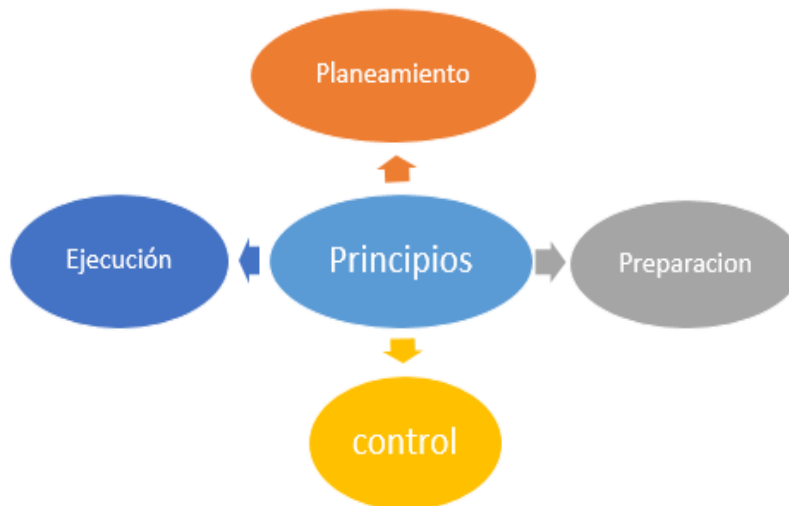 Planeamiento
Ejecución
Principios
Preparacion
control